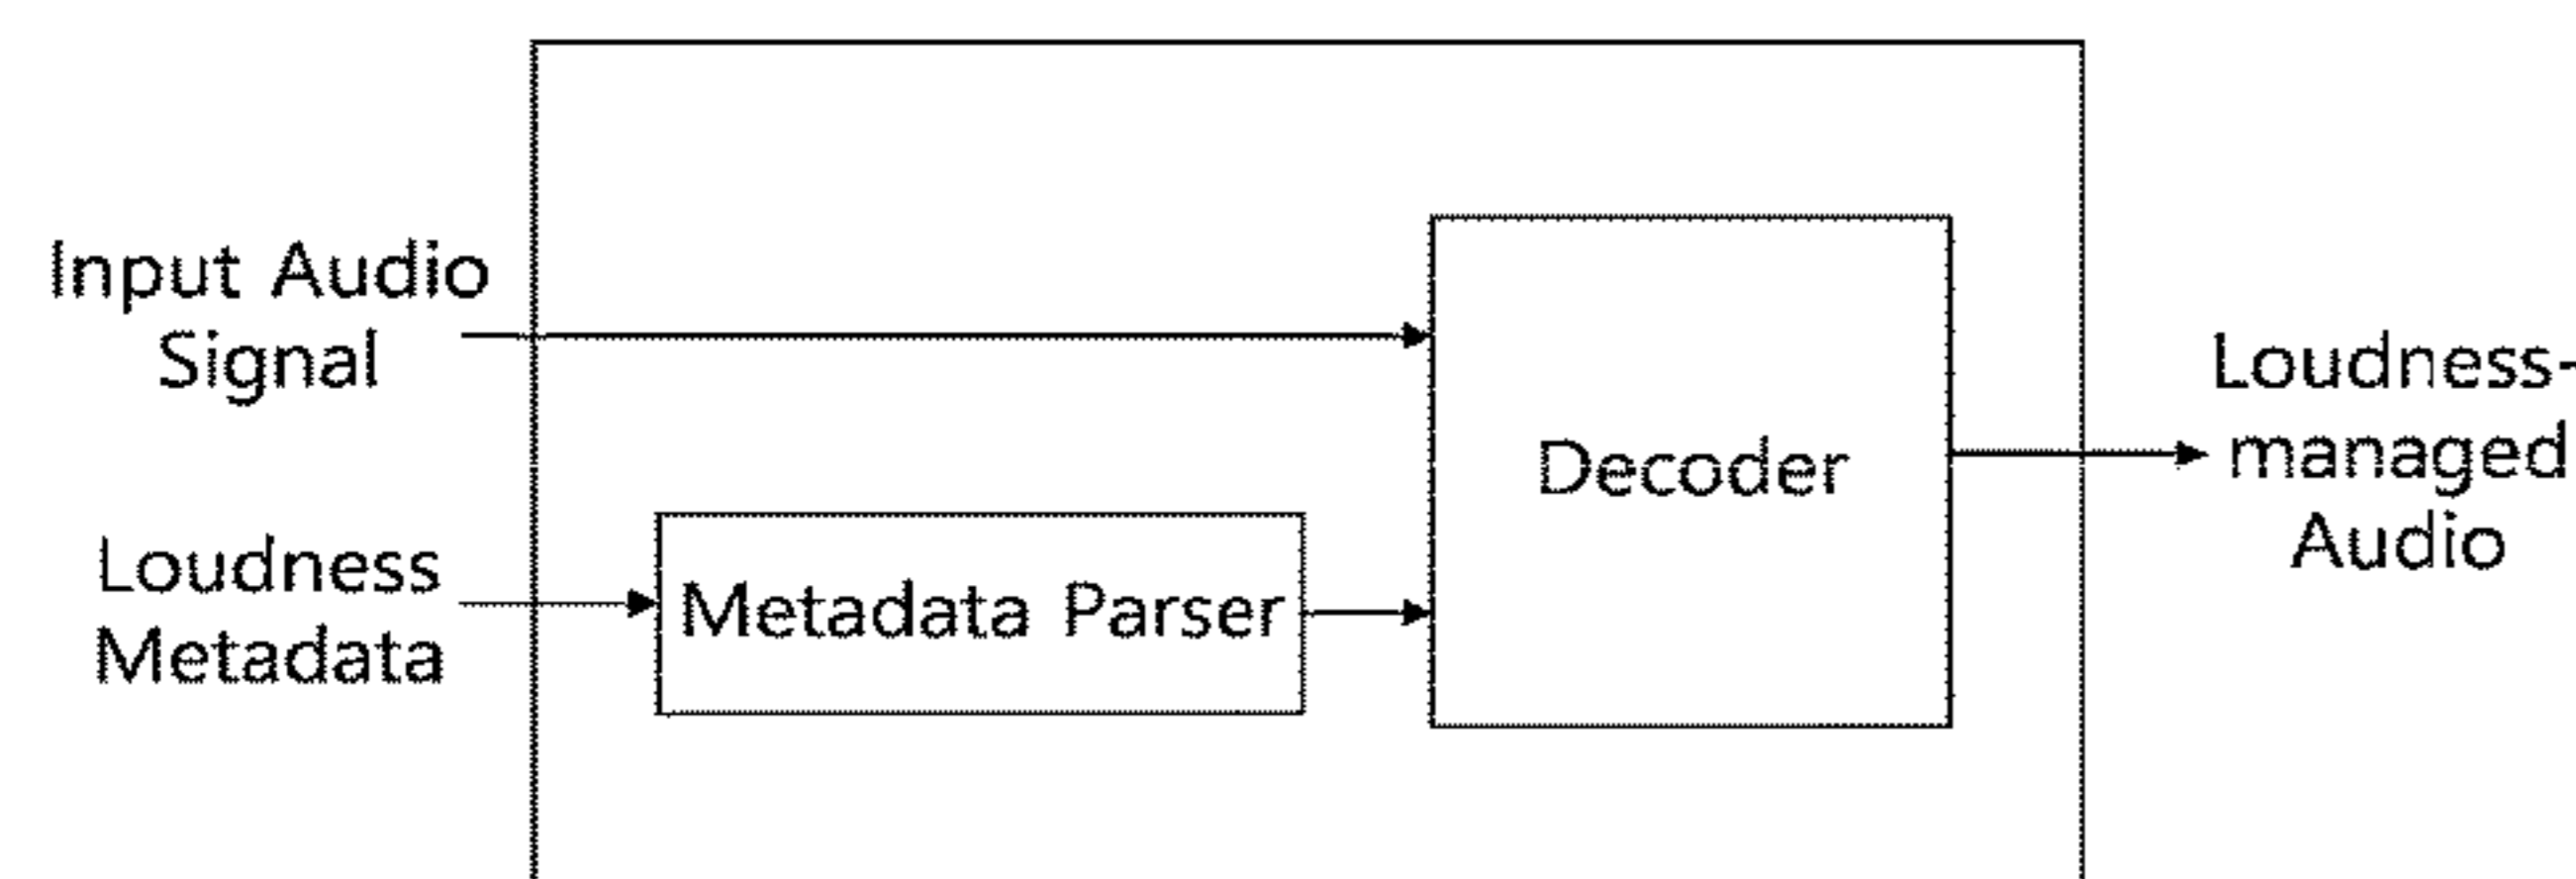 Input Audio
Signal
Loudness
Metadata
Metadata Parser
Decoder
Loudness-
managed
Audio